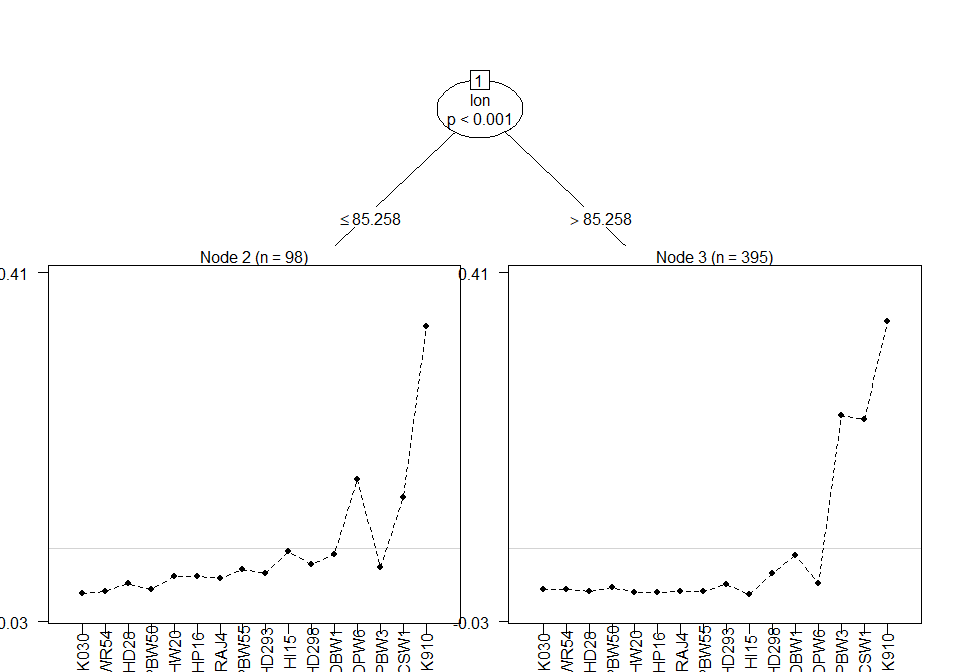 1
lon
p < 0.001
≤ 85.258
> 85.258
Node 2 (n = 98)
Node 3 (n = 395)
0.41
-0.03
K030
WR54
HD28
PBW50
HW20
HP16
RAJ4
PBW55
HD293
HI15
HD298
DBW1
DPW6
PBW3
CSW1
K910
0.41
-0.03
K030
WR54
HD28
PBW50
HW20
HP16
RAJ4
PBW55
HD293
HI15
HD298
DBW1
DPW6
PBW3
CSW1
K910